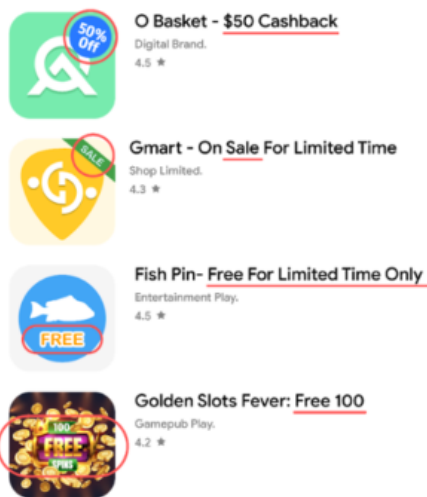 50%
Off
O Basket - $50 Cashback
Digital Brand.
4.5 ★
SALE
Gmart - On Sale For Limited Time
Shop Limited.
4.3 ★
Fish Pin- Free For Limited Time Only
Entertainment Play.
4.5 ★
FREE
Golden Slots Fever: Free 100
Gamepub Play.
4.2 ★
100
FREE
SPINS